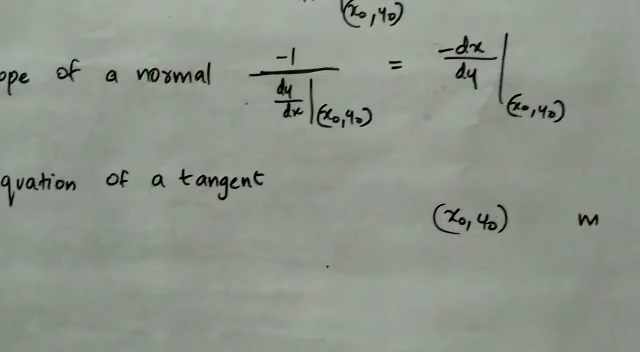 (x₀,y₀)
ope of a normal -1/(dy/dx|(x₀,y₀)) = -dx/dy|(x₀,y₀)
quation of a tangent
(x₀,y₀) m